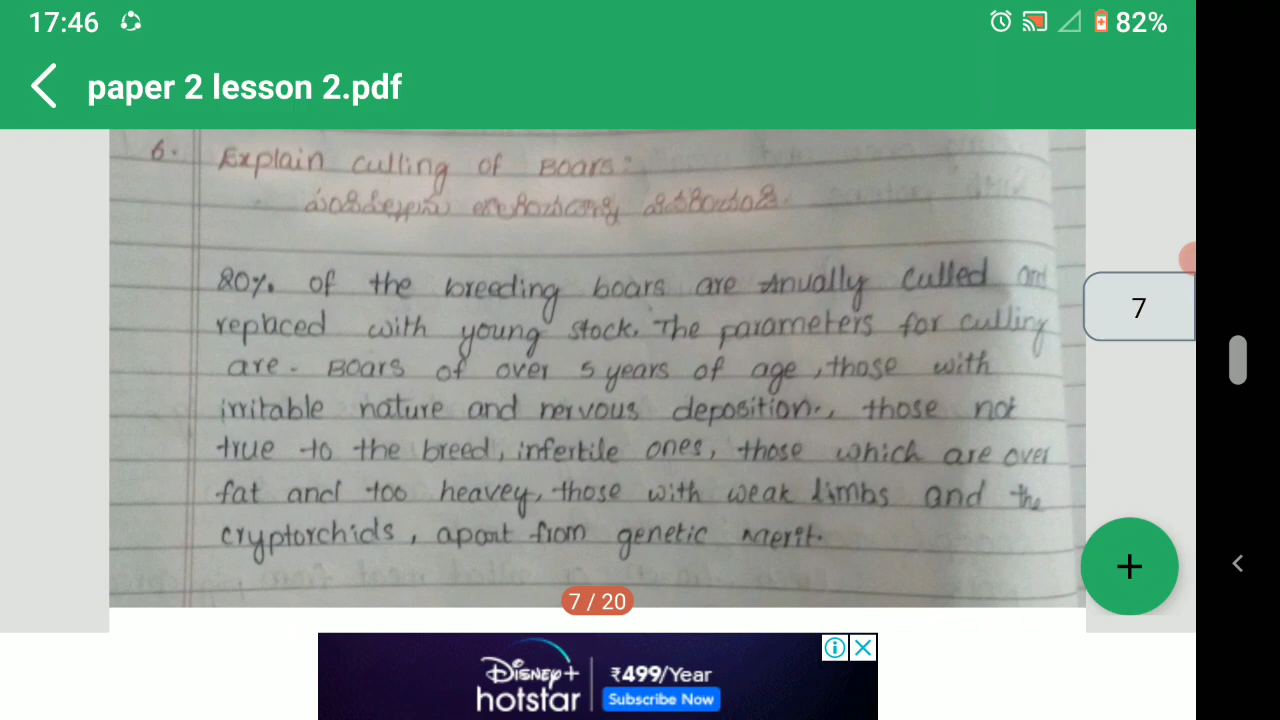 17:46
82%
paper 2 lesson 2.pdf
6. Explain culling of Boars:
20%. of the breeding boars are Anually culled and
replaced with young stock. The parameters for culling
are - Boars of over 5 years of age, those with
irritable nature and nervous deposition., those not
true to the breed, infertile ones, those which are over
fat and too heavey, those with weak limbs and the
cryptorchids, apart from genetic merit.
7
+
7 / 20
Disney+
hotstar
₹499/Year
Subscribe Now